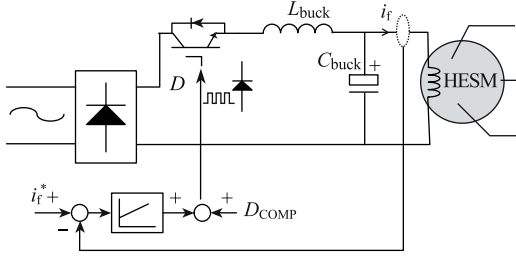 L_buck
i_f
C_buck +
D
HESM
i_f^* +
−
+
+
D_COMP